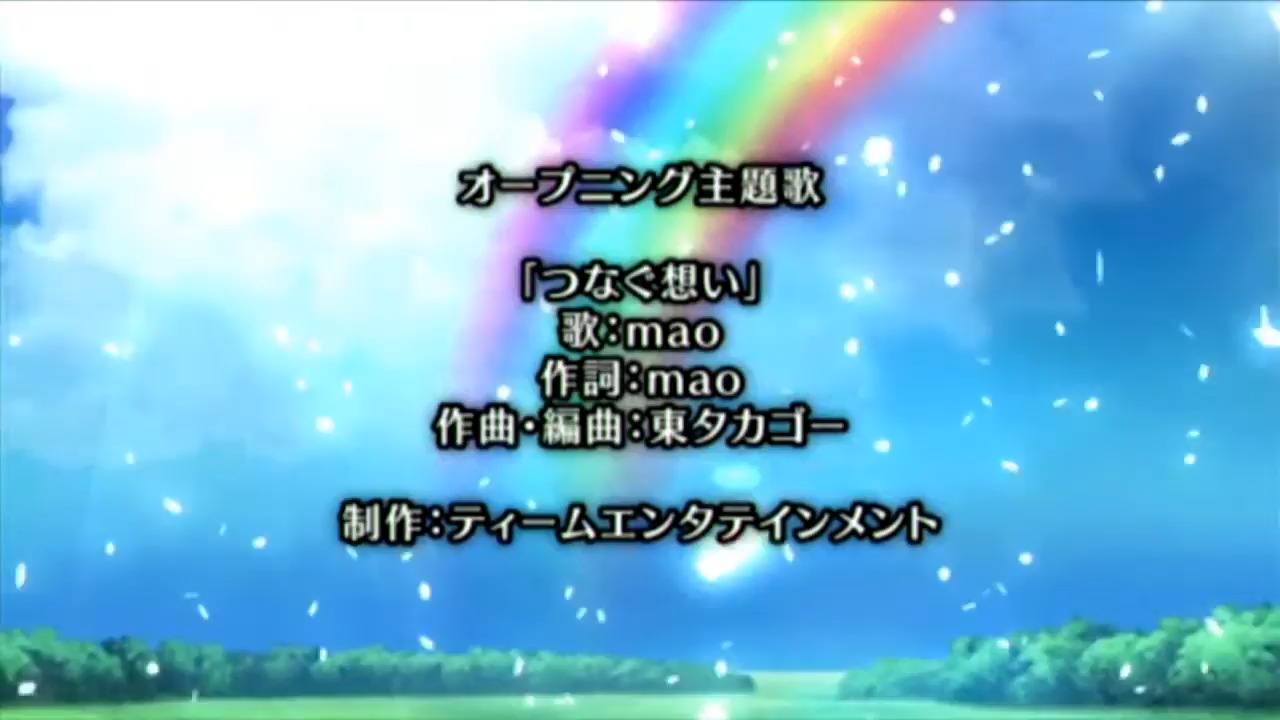 オープニング主題歌
「つなぐ想い」
歌：mao
作詞：mao
作曲・編曲：東タカゴー
制作：ティームエンタテインメント